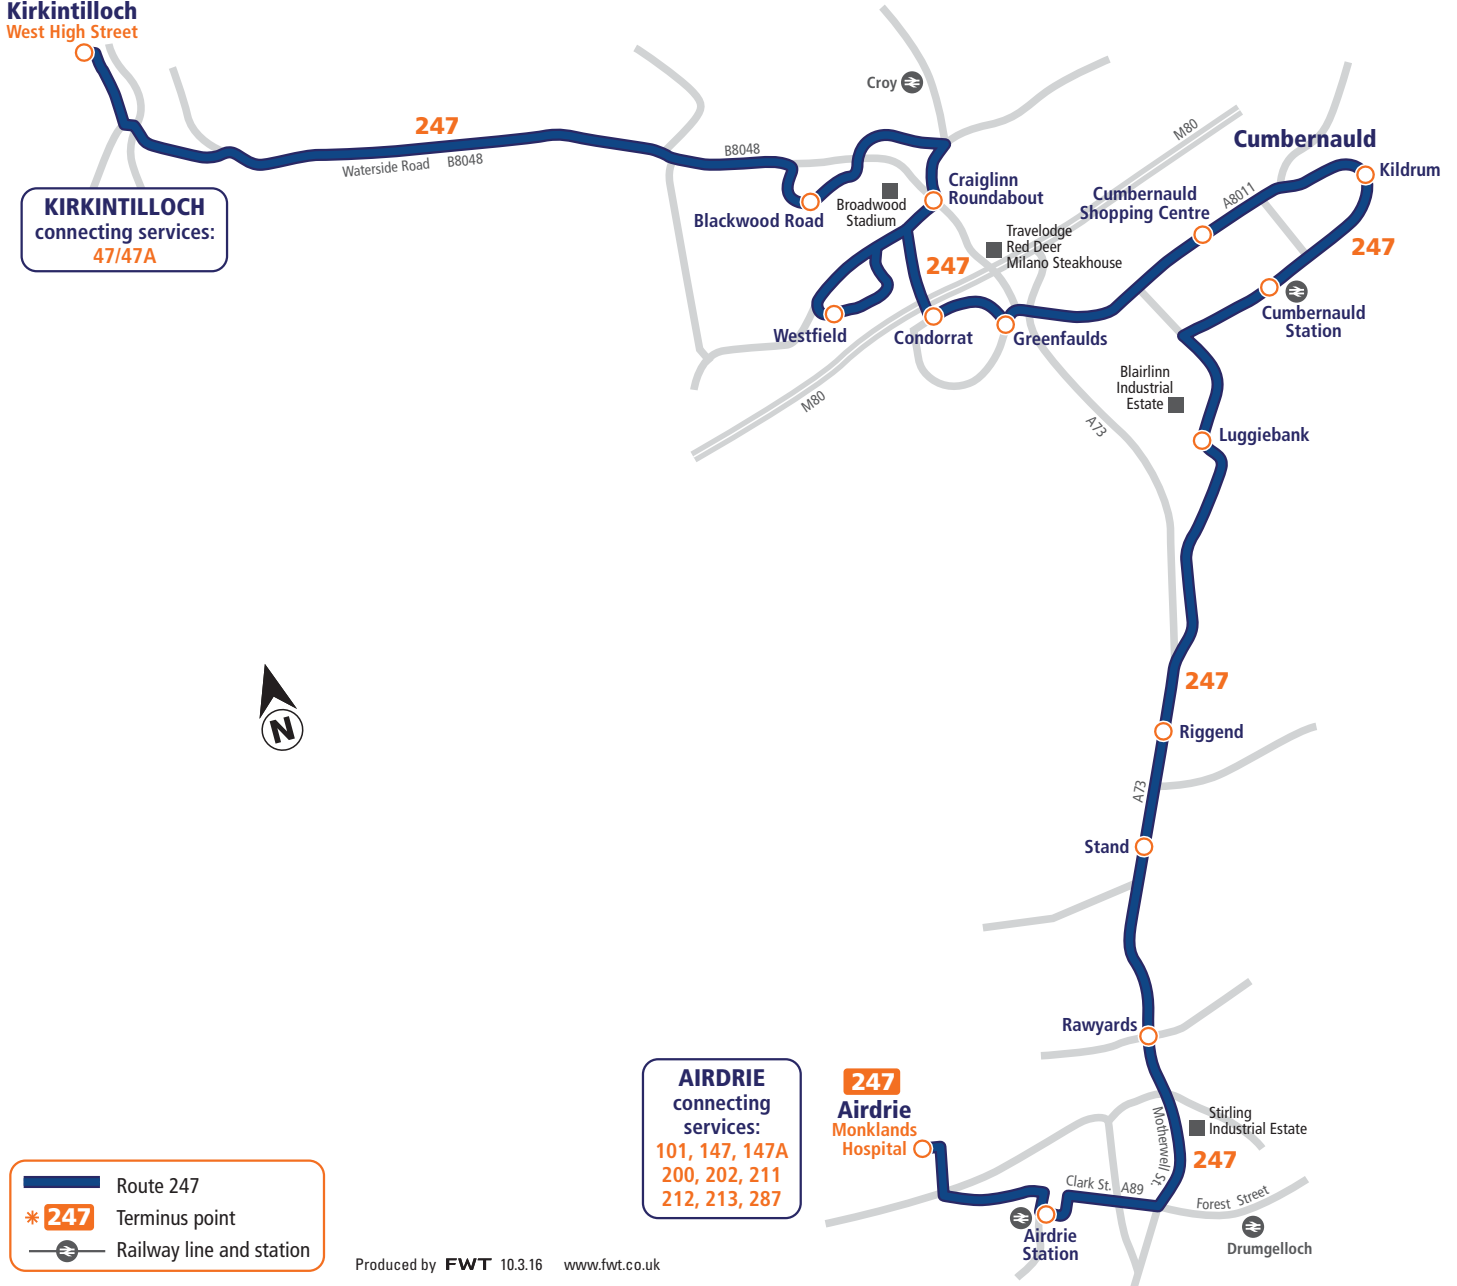 Kirkintilloch
West High Street
247
Waterside Road B8048
B8048
KIRKINTILLOCH
connecting services:
47/47A
Croy
M80
Cumbernauld
Kildrum
A8011
Craiglinn
Roundabout
Cumbernauld
Shopping Centre
Broadwood
Stadium
Blackwood Road
Travelodge
Red Deer
Milano Steakhouse
247
247
Cumbernauld
Station
Westfield
Condorrat
Greenfaulds
Blairlinn
Industrial
Estate
M80
A73
Luggiebank
247
Riggend
A73
Stand
N
Rawyards
AIRDRIE
connecting
services:
101, 147, 147A
200, 202, 211
212, 213, 287
247
Airdrie
Monklands
Hospital
Stirling
Industrial Estate
Motherwell St.
247
Clark St. A89
Forest Street
Airdrie
Station
Drumgelloch
Route 247
* 247 Terminus point
Railway line and station
Produced by FWT 10.3.16 www.fwt.co.uk